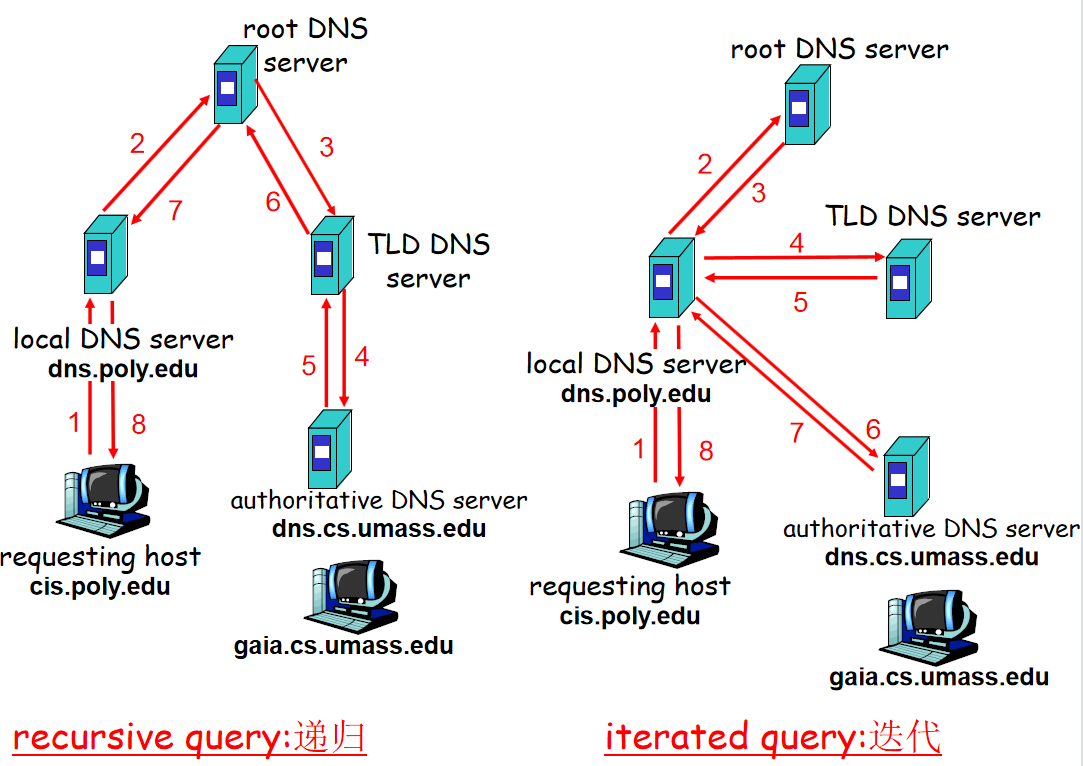 root DNS
server
2
3
7
6
TLD DNS
server
local DNS server
dns.poly.edu
5
4
1
8
authoritative DNS server
dns.cs.umass.edu
requesting host
cis.poly.edu
gaia.cs.umass.edu
recursive query:递归
root DNS server
2
3
TLD DNS server
4
5
local DNS server
dns.poly.edu
6
7
1
8
authoritative DNS server
dns.cs.umass.edu
requesting host
cis.poly.edu
gaia.cs.umass.edu
iterated query:迭代